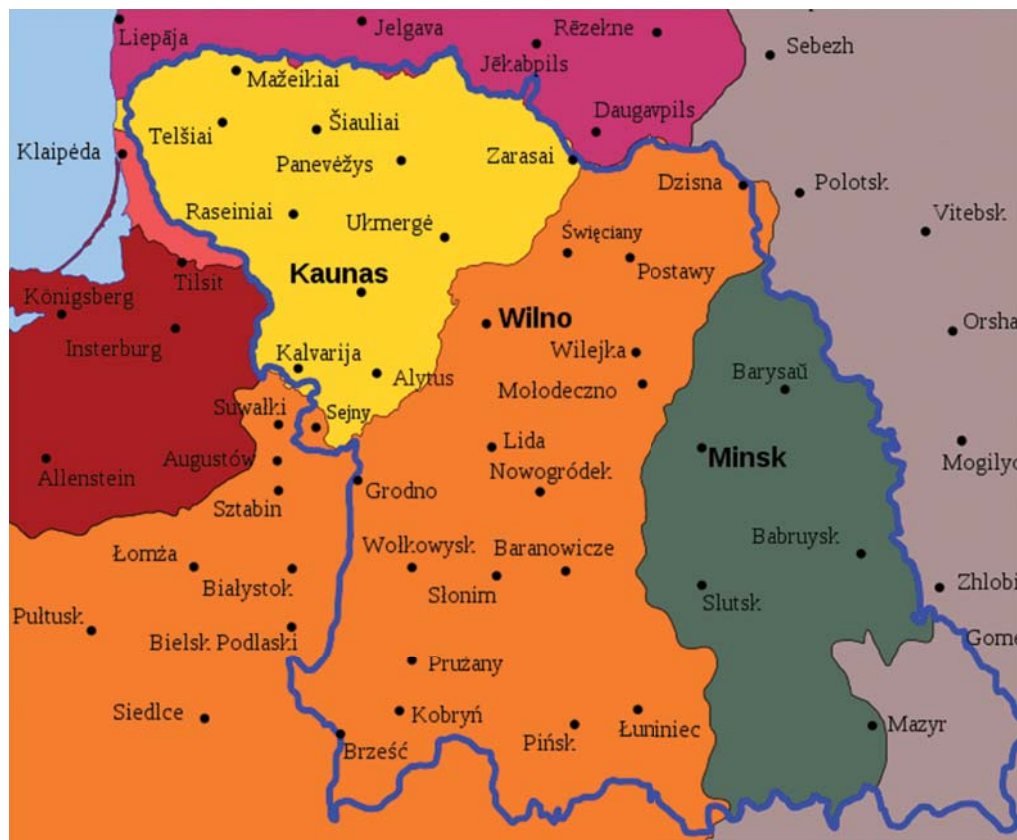 Liepāja
Jelgava
Rēzekne
Sebezh
Jēkabpils
Mažeikiai
Daugavpils
Telšiai
Šiauliai
Klaipėda
Panevėžys
Zarasai
Dzisna
Polotsk
Raseiniai
Ukmergė
Święciany
Vitebsk
Postawy
Kaunas
Tilsit
Königsberg
Wilno
Orsha
Insterburg
Wilejka
Kalvarija
Alytus
Mołodeczno
Barysaŭ
Suwałki
Sejny
Lida
Minsk
Augustów
Nowogródek
Mogilyo
Allenstein
Grodno
Sztabin
Wołkowysk
Baranowicze
Babruysk
Łomża
Białystok
Słonim
Slutsk
Zhlobi
Pułtusk
Bielsk Podlaski
Gome
Prużany
Siedlce
Kobryń
Łuniniec
Mazyr
Brześć
Pińsk